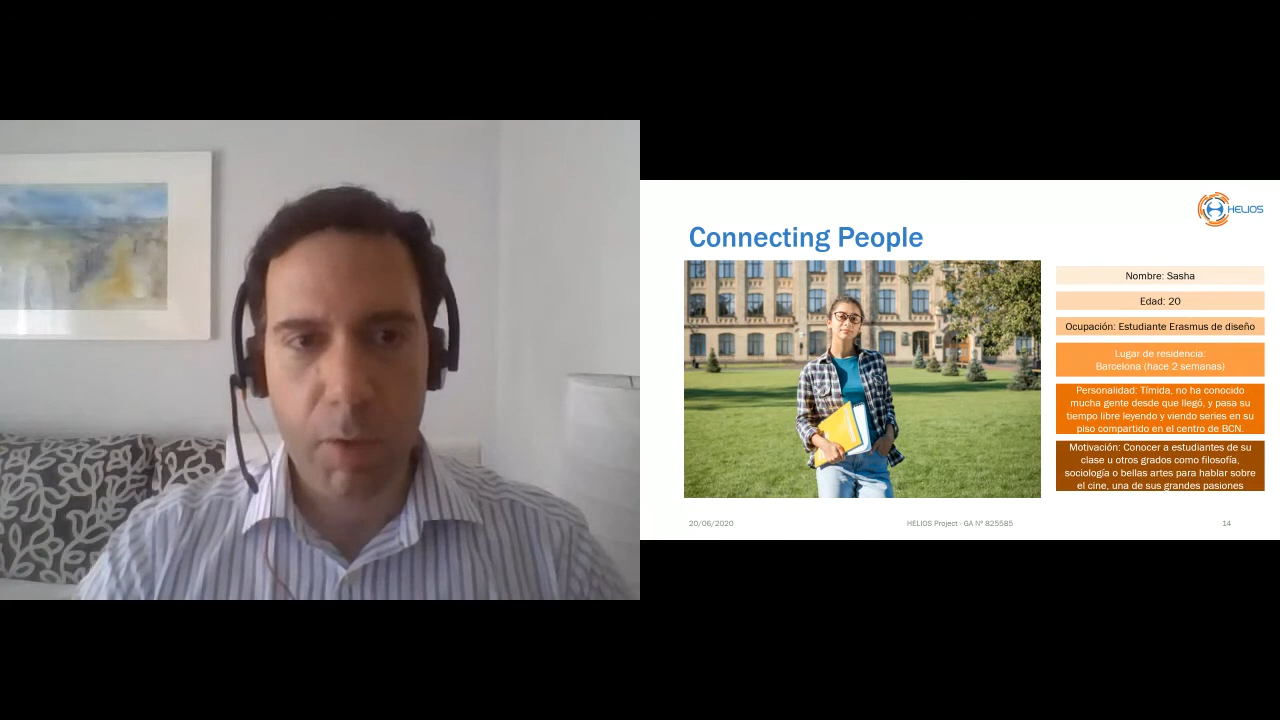 HELIOS
Connecting People
Nombre: Sasha
Edad: 20
Ocupación: Estudiante Erasmus de diseño
Lugar de residencia:
Barcelona (hace 2 semanas)
Personalidad: Tímida, no ha conocido
mucha gente desde que llegó, y pasa su
tiempo libre leyendo y viendo series en su
piso compartido en el centro de BCN.
Motivación: Conocer a estudiantes de su
clase u otros grados como filosofía,
sociología o bellas artes para hablar sobre
el cine, una de sus grandes pasiones
20/06/2020
HELIOS Project - GA Nº 825585
14